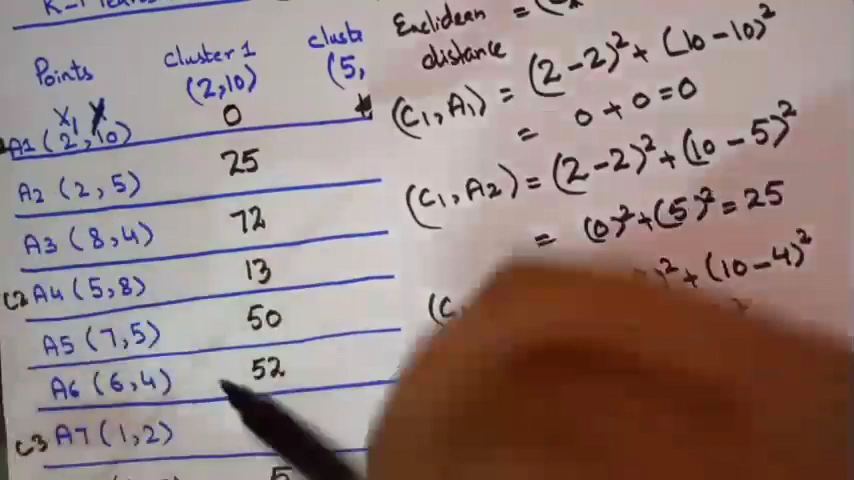 Points
cluster 1
(2,10)
(5,
Euclidean
distance
=
X₁
A1 (2,10)
0
A2 (2,5)
25
A3 (8,4)
72
C2 A4 (5,8)
13
A5 (7,5)
50
A6 (6,4)
52
C3 A7 (1,2)
(C₁,A₁) = (2-2)²+(10-10)²
= 0+0=0
(C₁,A₂) = (2-2)²+(10-5)²
= (0)²+(5)²=25
)²+(10-4)²